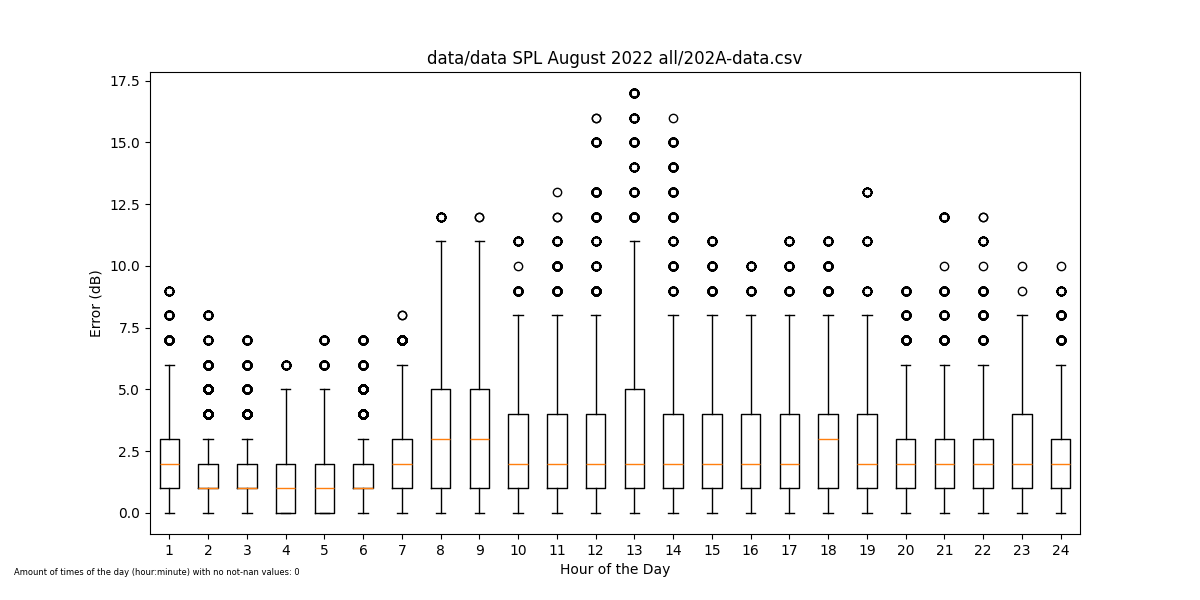 data/data SPL August 2022 all/202A-data.csv
17.5
15.0
12.5
10.0
7.5
5.0
2.5
0.0
Error (dB)
1 2 3 4 5 6 7 8 9 10 11 12 13 14 15 16 17 18 19 20 21 22 23 24
Hour of the Day
Amount of times of the day (hour:minute) with no not-nan values: 0